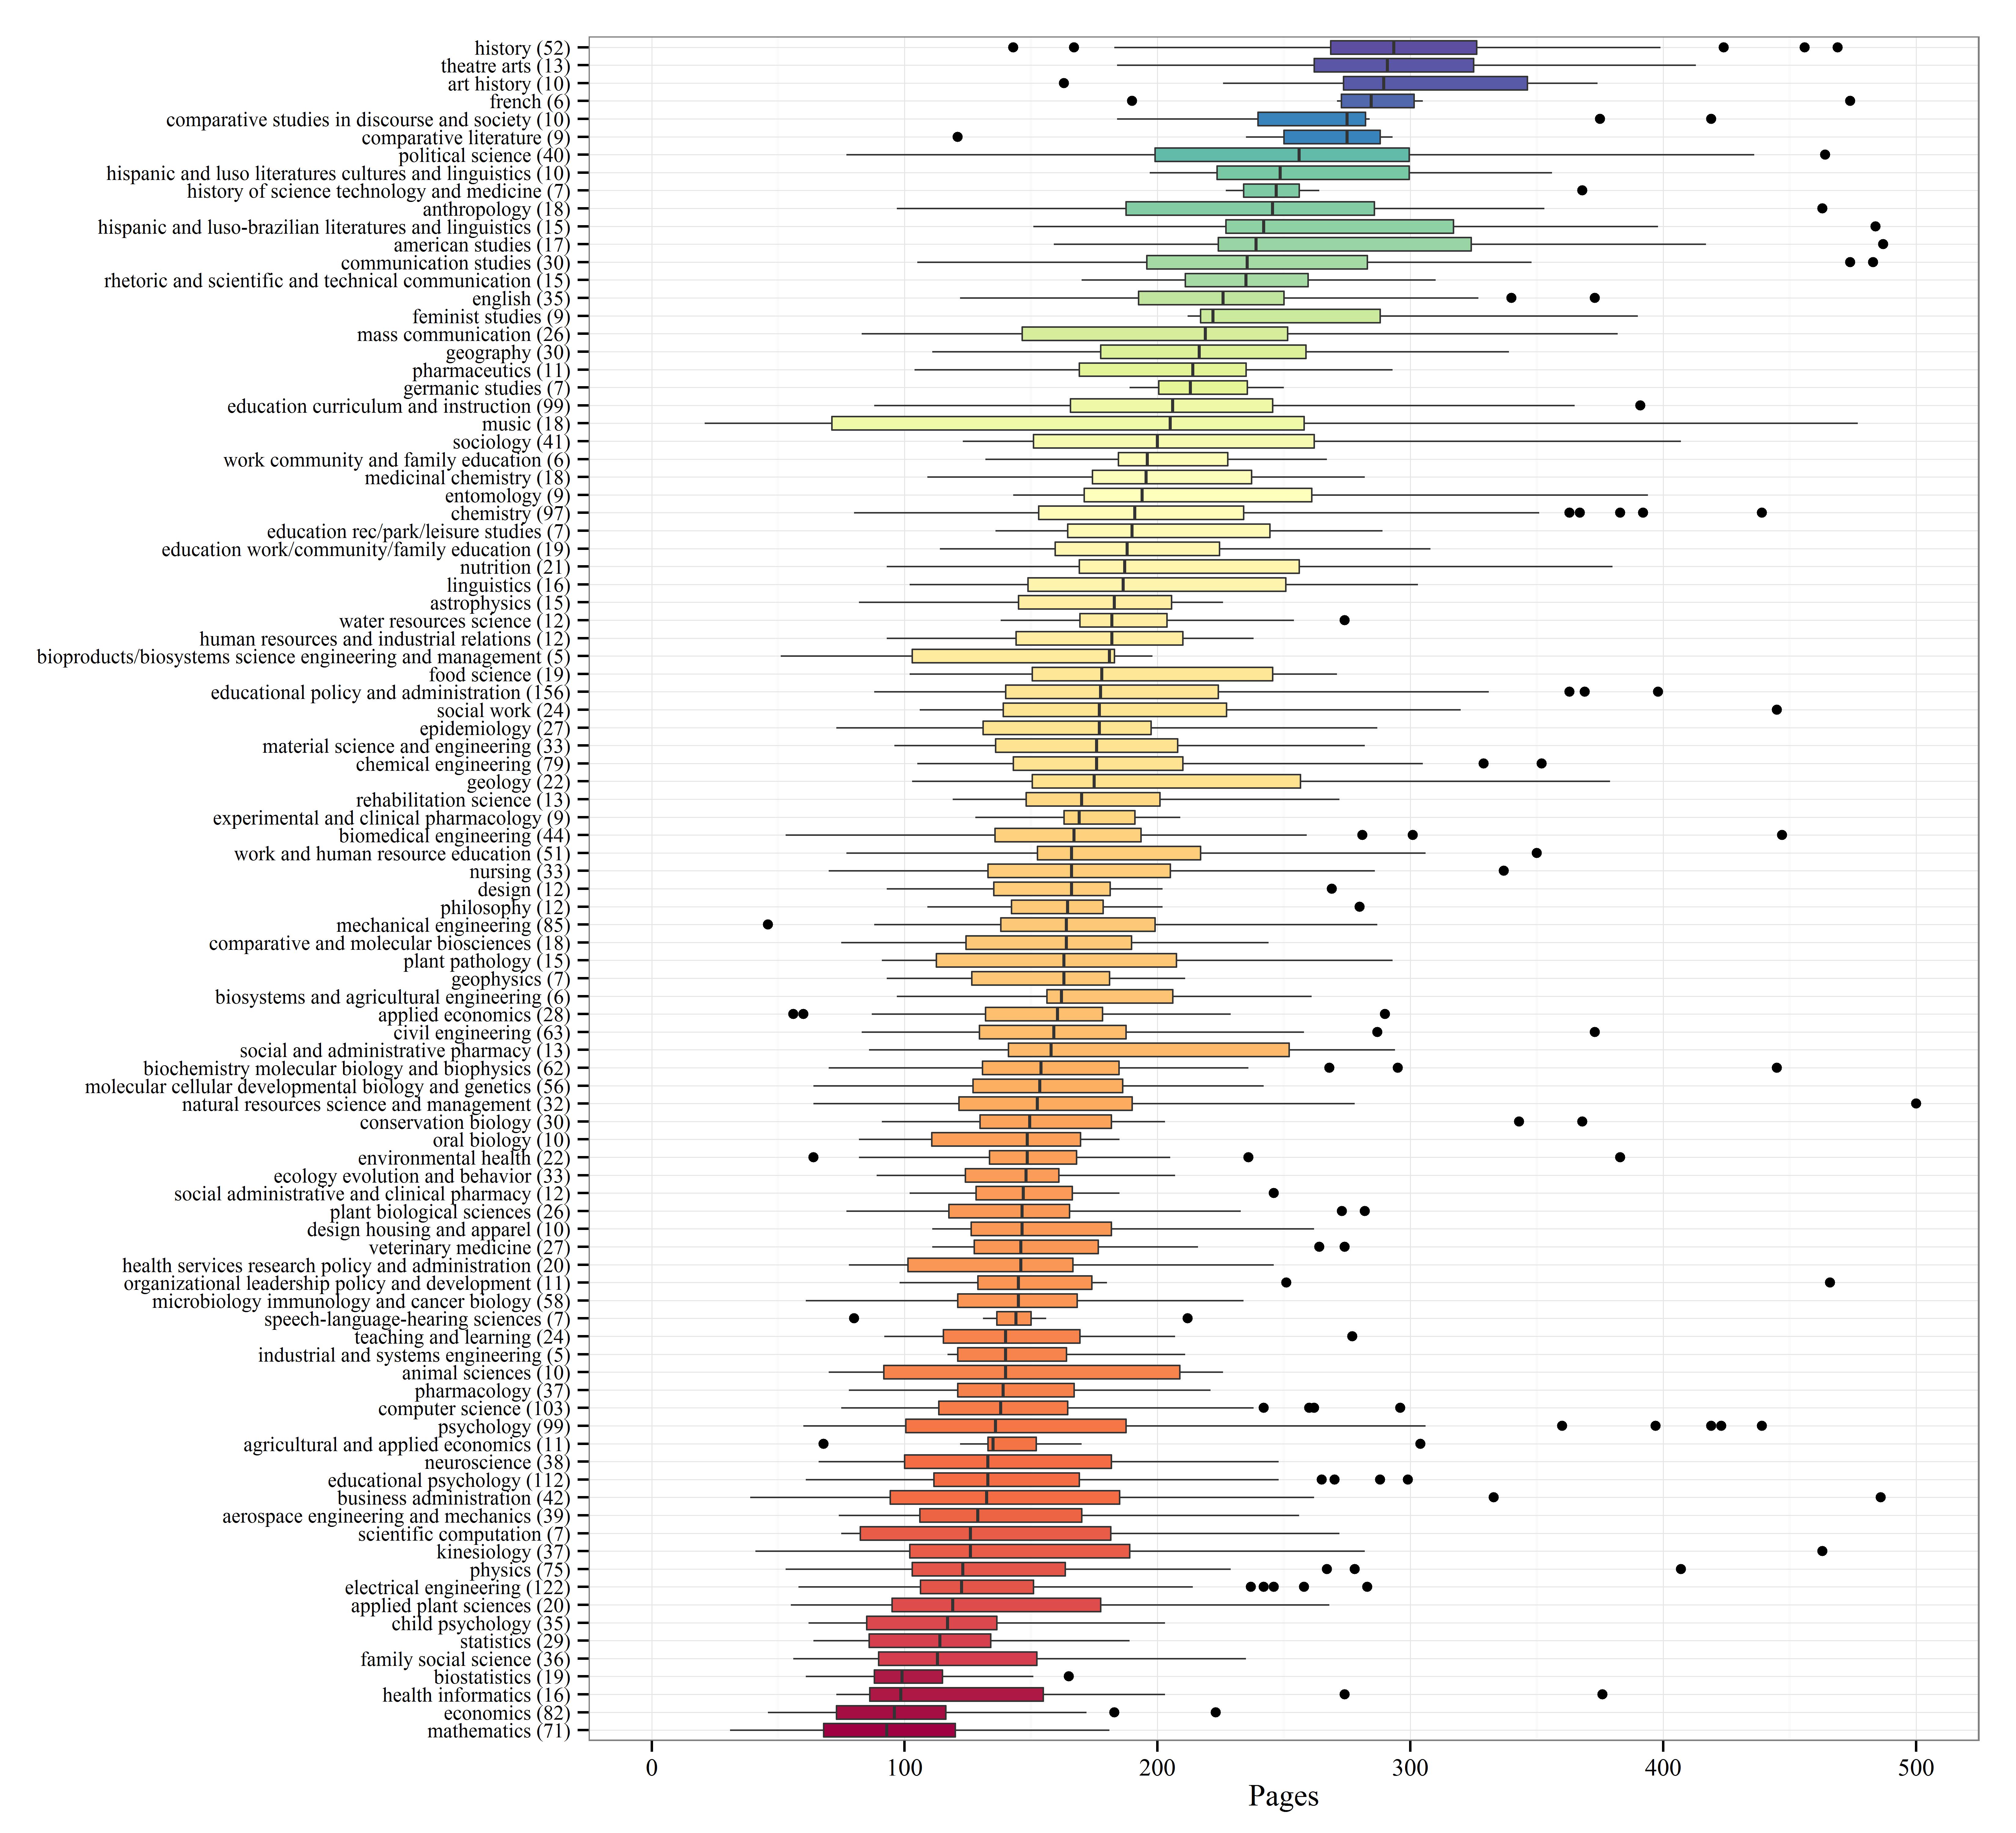 history (52)
theatre arts (13)
art history (10)
french (6)
comparative studies in discourse and society (10)
comparative literature (9)
political science (40)
hispanic and luso literatures cultures and linguistics (10)
history of science technology and medicine (7)
anthropology (18)
hispanic and luso-brazilian literatures and linguistics (15)
american studies (17)
communication studies (30)
rhetoric and scientific and technical communication (15)
english (35)
feminist studies (9)
mass communication (26)
geography (30)
pharmaceutics (11)
germanic studies (7)
education curriculum and instruction (99)
music (18)
sociology (41)
work community and family education (6)
medicinal chemistry (18)
entomology (9)
chemistry (97)
education rec/park/leisure studies (7)
education work/community/family education (19)
nutrition (21)
linguistics (16)
astrophysics (15)
water resources science (12)
human resources and industrial relations (12)
bioproducts/biosystems science engineering and management (5)
food science (19)
educational policy and administration (156)
social work (24)
epidemiology (27)
material science and engineering (33)
chemical engineering (79)
geology (22)
rehabilitation science (13)
experimental and clinical pharmacology (9)
biomedical engineering (44)
work and human resource education (51)
nursing (33)
design (12)
philosophy (12)
mechanical engineering (85)
comparative and molecular biosciences (18)
plant pathology (15)
geophysics (7)
biosystems and agricultural engineering (6)
applied economics (28)
civil engineering (63)
social and administrative pharmacy (13)
biochemistry molecular biology and biophysics (62)
molecular cellular developmental biology and genetics (56)
natural resources science and management (32)
conservation biology (30)
oral biology (10)
environmental health (22)
ecology evolution and behavior (33)
social administrative and clinical pharmacy (12)
plant biological sciences (26)
design housing and apparel (10)
veterinary medicine (27)
health services research policy and administration (20)
organizational leadership policy and development (11)
microbiology immunology and cancer biology (58)
speech-language-hearing sciences (7)
teaching and learning (24)
industrial and systems engineering (5)
animal sciences (10)
pharmacology (37)
computer science (103)
psychology (99)
agricultural and applied economics (11)
neuroscience (38)
educational psychology (112)
business administration (42)
aerospace engineering and mechanics (39)
scientific computation (7)
kinesiology (37)
physics (75)
electrical engineering (122)
applied plant sciences (20)
child psychology (35)
statistics (29)
family social science (36)
biostatistics (19)
health informatics (16)
economics (82)
mathematics (71)
0 100 200 300 400 500
Pages